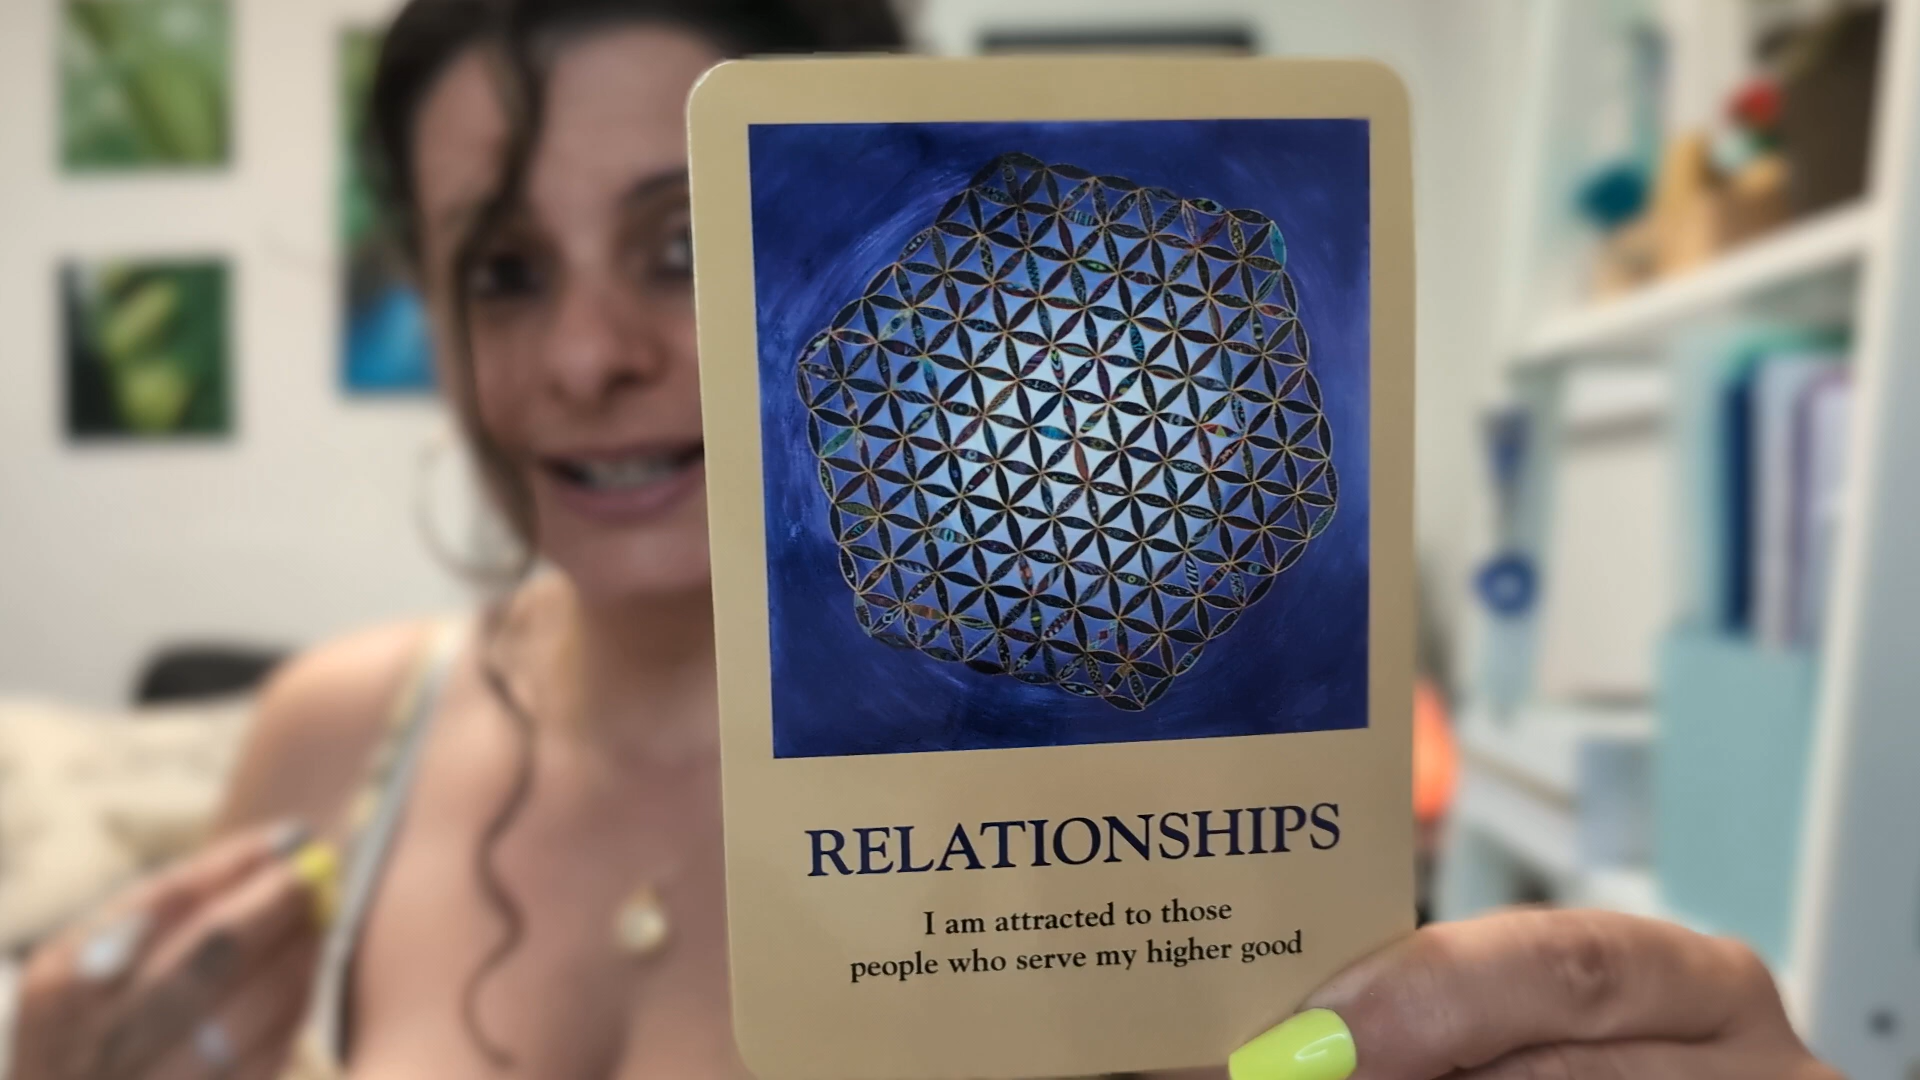 RELATIONSHIPS
I am attracted to those
people who serve my higher good